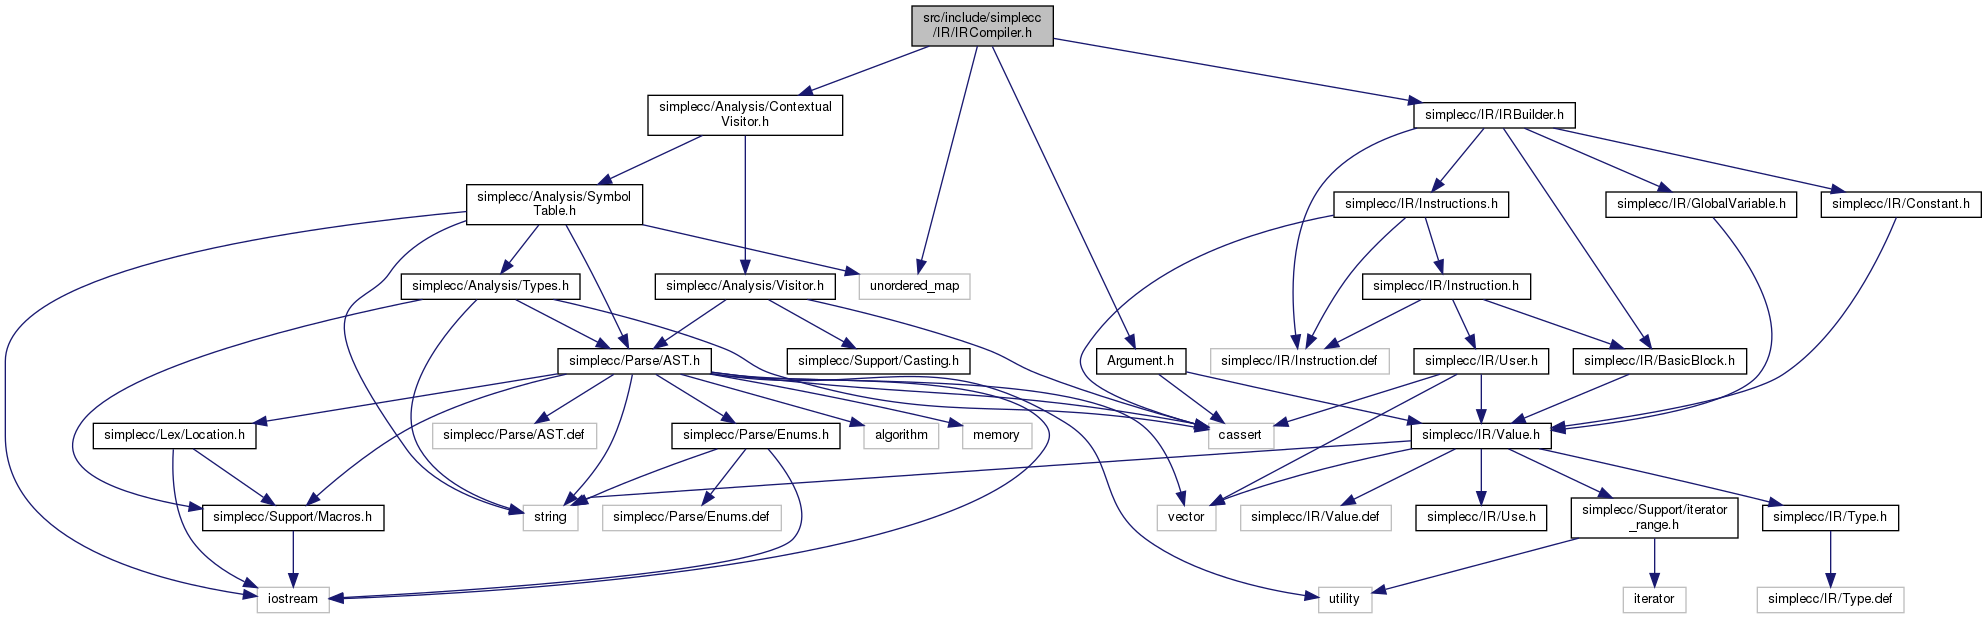 src/include/simplecc
/IR/IRCompiler.h
simplecc/Analysis/Contextual
Visitor.h
simplecc/IR/IRBuilder.h
simplecc/Analysis/Symbol
Table.h
simplecc/IR/Instructions.h
simplecc/IR/GlobalVariable.h
simplecc/IR/Constant.h
simplecc/Analysis/Types.h
simplecc/Analysis/Visitor.h
unordered_map
simplecc/IR/Instruction.h
simplecc/Parse/AST.h
simplecc/Support/Casting.h
Argument.h
simplecc/IR/Instruction.def
simplecc/IR/User.h
simplecc/IR/BasicBlock.h
simplecc/Lex/Location.h
simplecc/Parse/AST.def
simplecc/Parse/Enums.h
algorithm
memory
cassert
simplecc/IR/Value.h
simplecc/Support/Macros.h
string
simplecc/Parse/Enums.def
vector
simplecc/IR/Value.def
simplecc/IR/Use.h
simplecc/Support/iterator
_range.h
simplecc/IR/Type.h
iostream
utility
iterator
simplecc/IR/Type.def